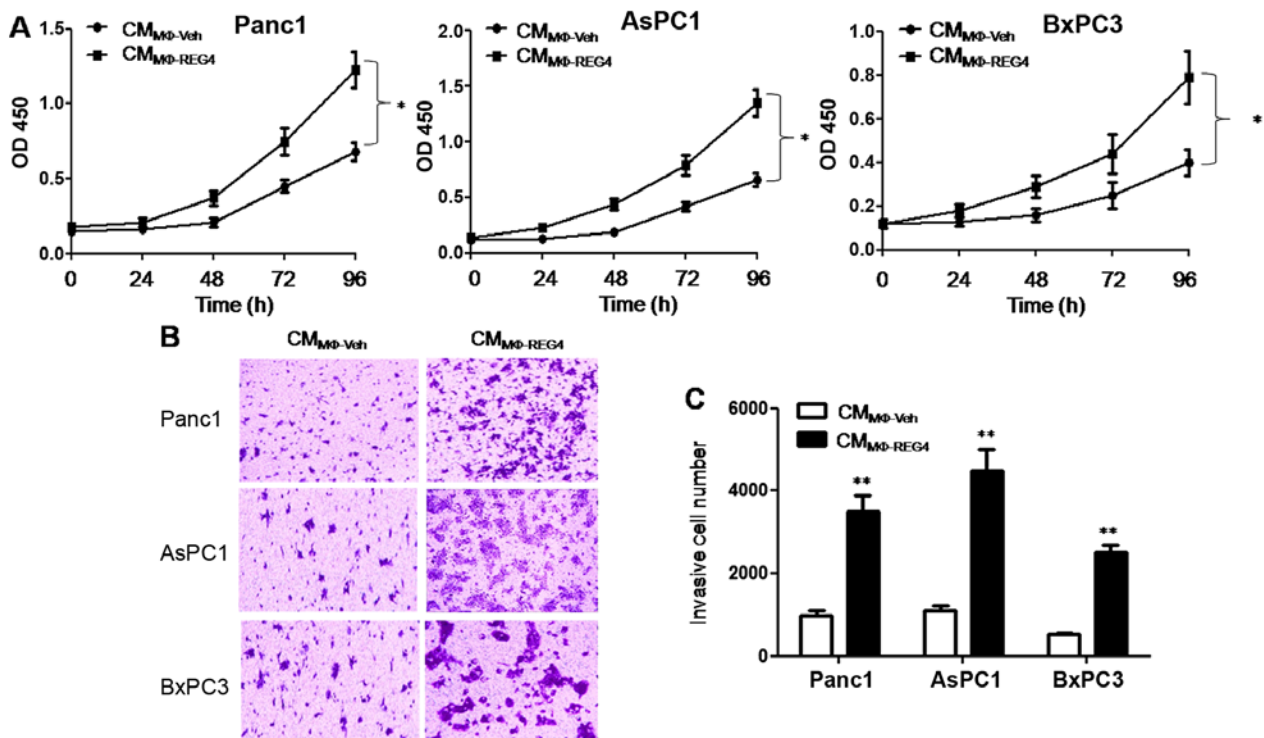 A
Panc1
CMMΦ-Veh
CMMΦ-REG4
OD 450
1.5
1.0
0.5
0.0
0 24 48 72 96
Time (h)
*
AsPC1
CMMΦ-Veh
CMMΦ-REG4
OD 450
2.0
1.5
1.0
0.5
0.0
0 24 48 72 96
Time (h)
*
BxPC3
CMMΦ-Veh
CMMΦ-REG4
OD 450
1.0
0.8
0.6
0.4
0.2
0.0
0 24 48 72 96
Time (h)
*
B
CMMΦ-Veh CMMΦ-REG4
Panc1
AsPC1
BxPC3
C
CMMΦ-Veh
CMMΦ-REG4
Invasive cell number
6000
4000
2000
0
** ** **
Panc1 AsPC1 BxPC3